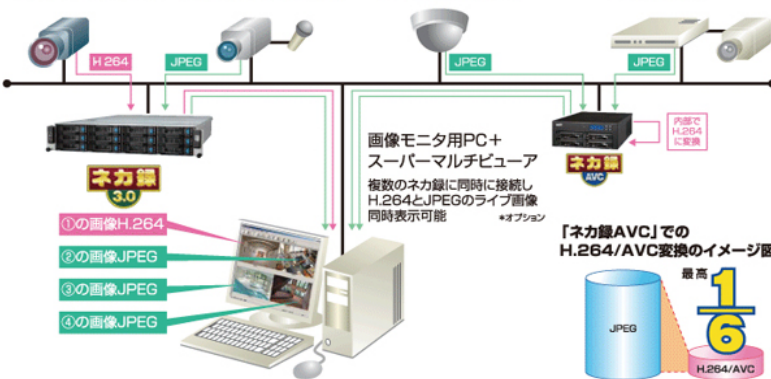 H.264
JPEG
JPEG
JPEG
ネカ録
3.0
画像モニタ用PC+
スーパーマルチビューア
複数のネカ録に同時に接続し
H.264とJPEGのライブ画像
同時表示可能
*オプション
内部で
H.264
に変換
ネカ録
AVC
①の画像H.264
②の画像JPEG
③の画像JPEG
④の画像JPEG
「ネカ録AVC」での
H.264/AVC変換のイメージ図
最高
1
6
JPEG
H.264/AVC